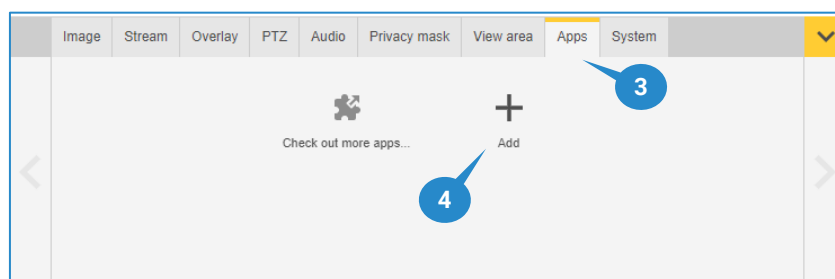 Image Stream Overlay PTZ Audio Privacy mask View area Apps System
3
Check out more apps... Add
4